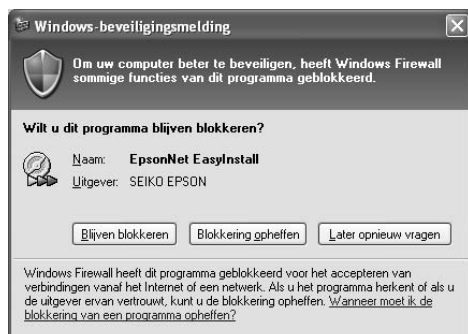 Windows-beveiligingsmelding
Om uw computer beter te beveiligen, heeft Windows Firewall
sommige functies van dit programma geblokkeerd.
Wilt u dit programma blijven blokkeren?
Naam: EpsonNet EasyInstall
Uitgever: SEIKO EPSON
Blijven blokkeren Blokkering opheffen Later opnieuw vragen
Windows Firewall heeft dit programma geblokkeerd voor het accepteren van
verbindingen vanaf het Internet of een netwerk. Als u het programma herkent of als u
de uitgever ervan vertrouwt, kunt u de blokkering opheffen. Wanneer moet ik de
blokkering van een programma opheffen?